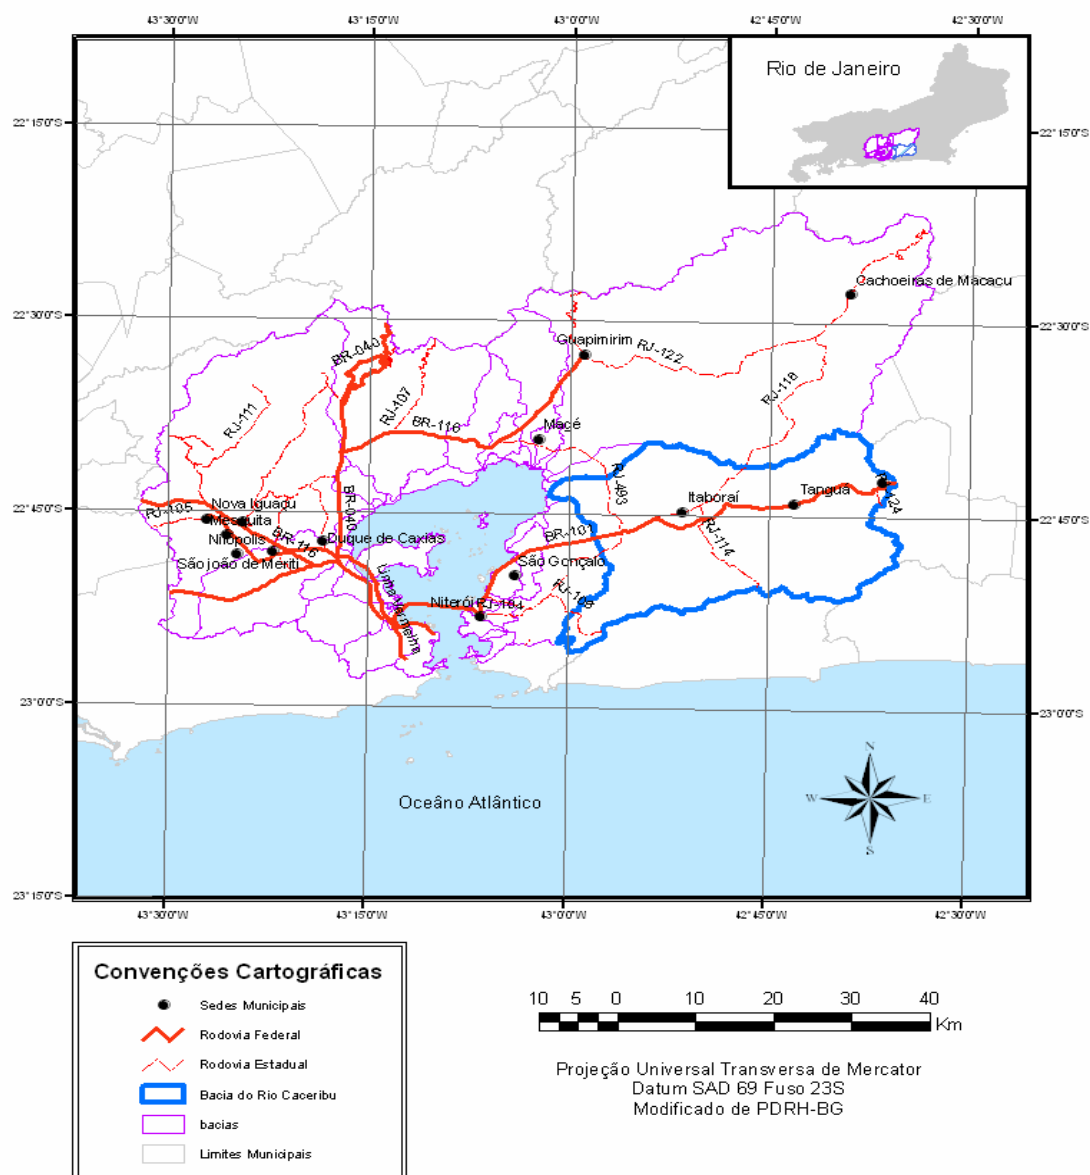 43°30'0"W 43°15'0"W 43°0'0"W 42°45'0"W 42°30'0"W
Rio de Janeiro
22°15'0"S 22°15'0"S
Cachoeiras de Macacu
22°30'0"S 22°30'0"S
BR-040
Guapimirim
RJ-122
RJ-107
RJ-118
RJ-111
BR-116
Magé
RJ-493
Tanguá
Itaboraí
Nova Iguaçu
RJ-105
22°45'0"S 22°45'0"S
BR-040
Mesquita
BR-101
RJ-114
Nilópolis
BR-116
Duque de Caxias
São joão de Meriti
São Gonçalo
Linha Vermelha
Niterói
RJ-104
23°0'0"S 23°0'0"S
N
W E
S
Oceâno Atlântico
23°15'0"S 23°15'0"S
43°30'0"W 43°15'0"W 43°0'0"W 42°45'0"W 42°30'0"W
Convenções Cartográficas
Sedes Municipais
Rodovia Federal
Rodovia Estadual
Bacia do Rio Caceribu
bacias
Limites Municipais
10 5 0 10 20 30 40
Km
Projeção Universal Transversa de Mercator
Datum SAD 69 Fuso 23S
Modificado de PDRH-BG